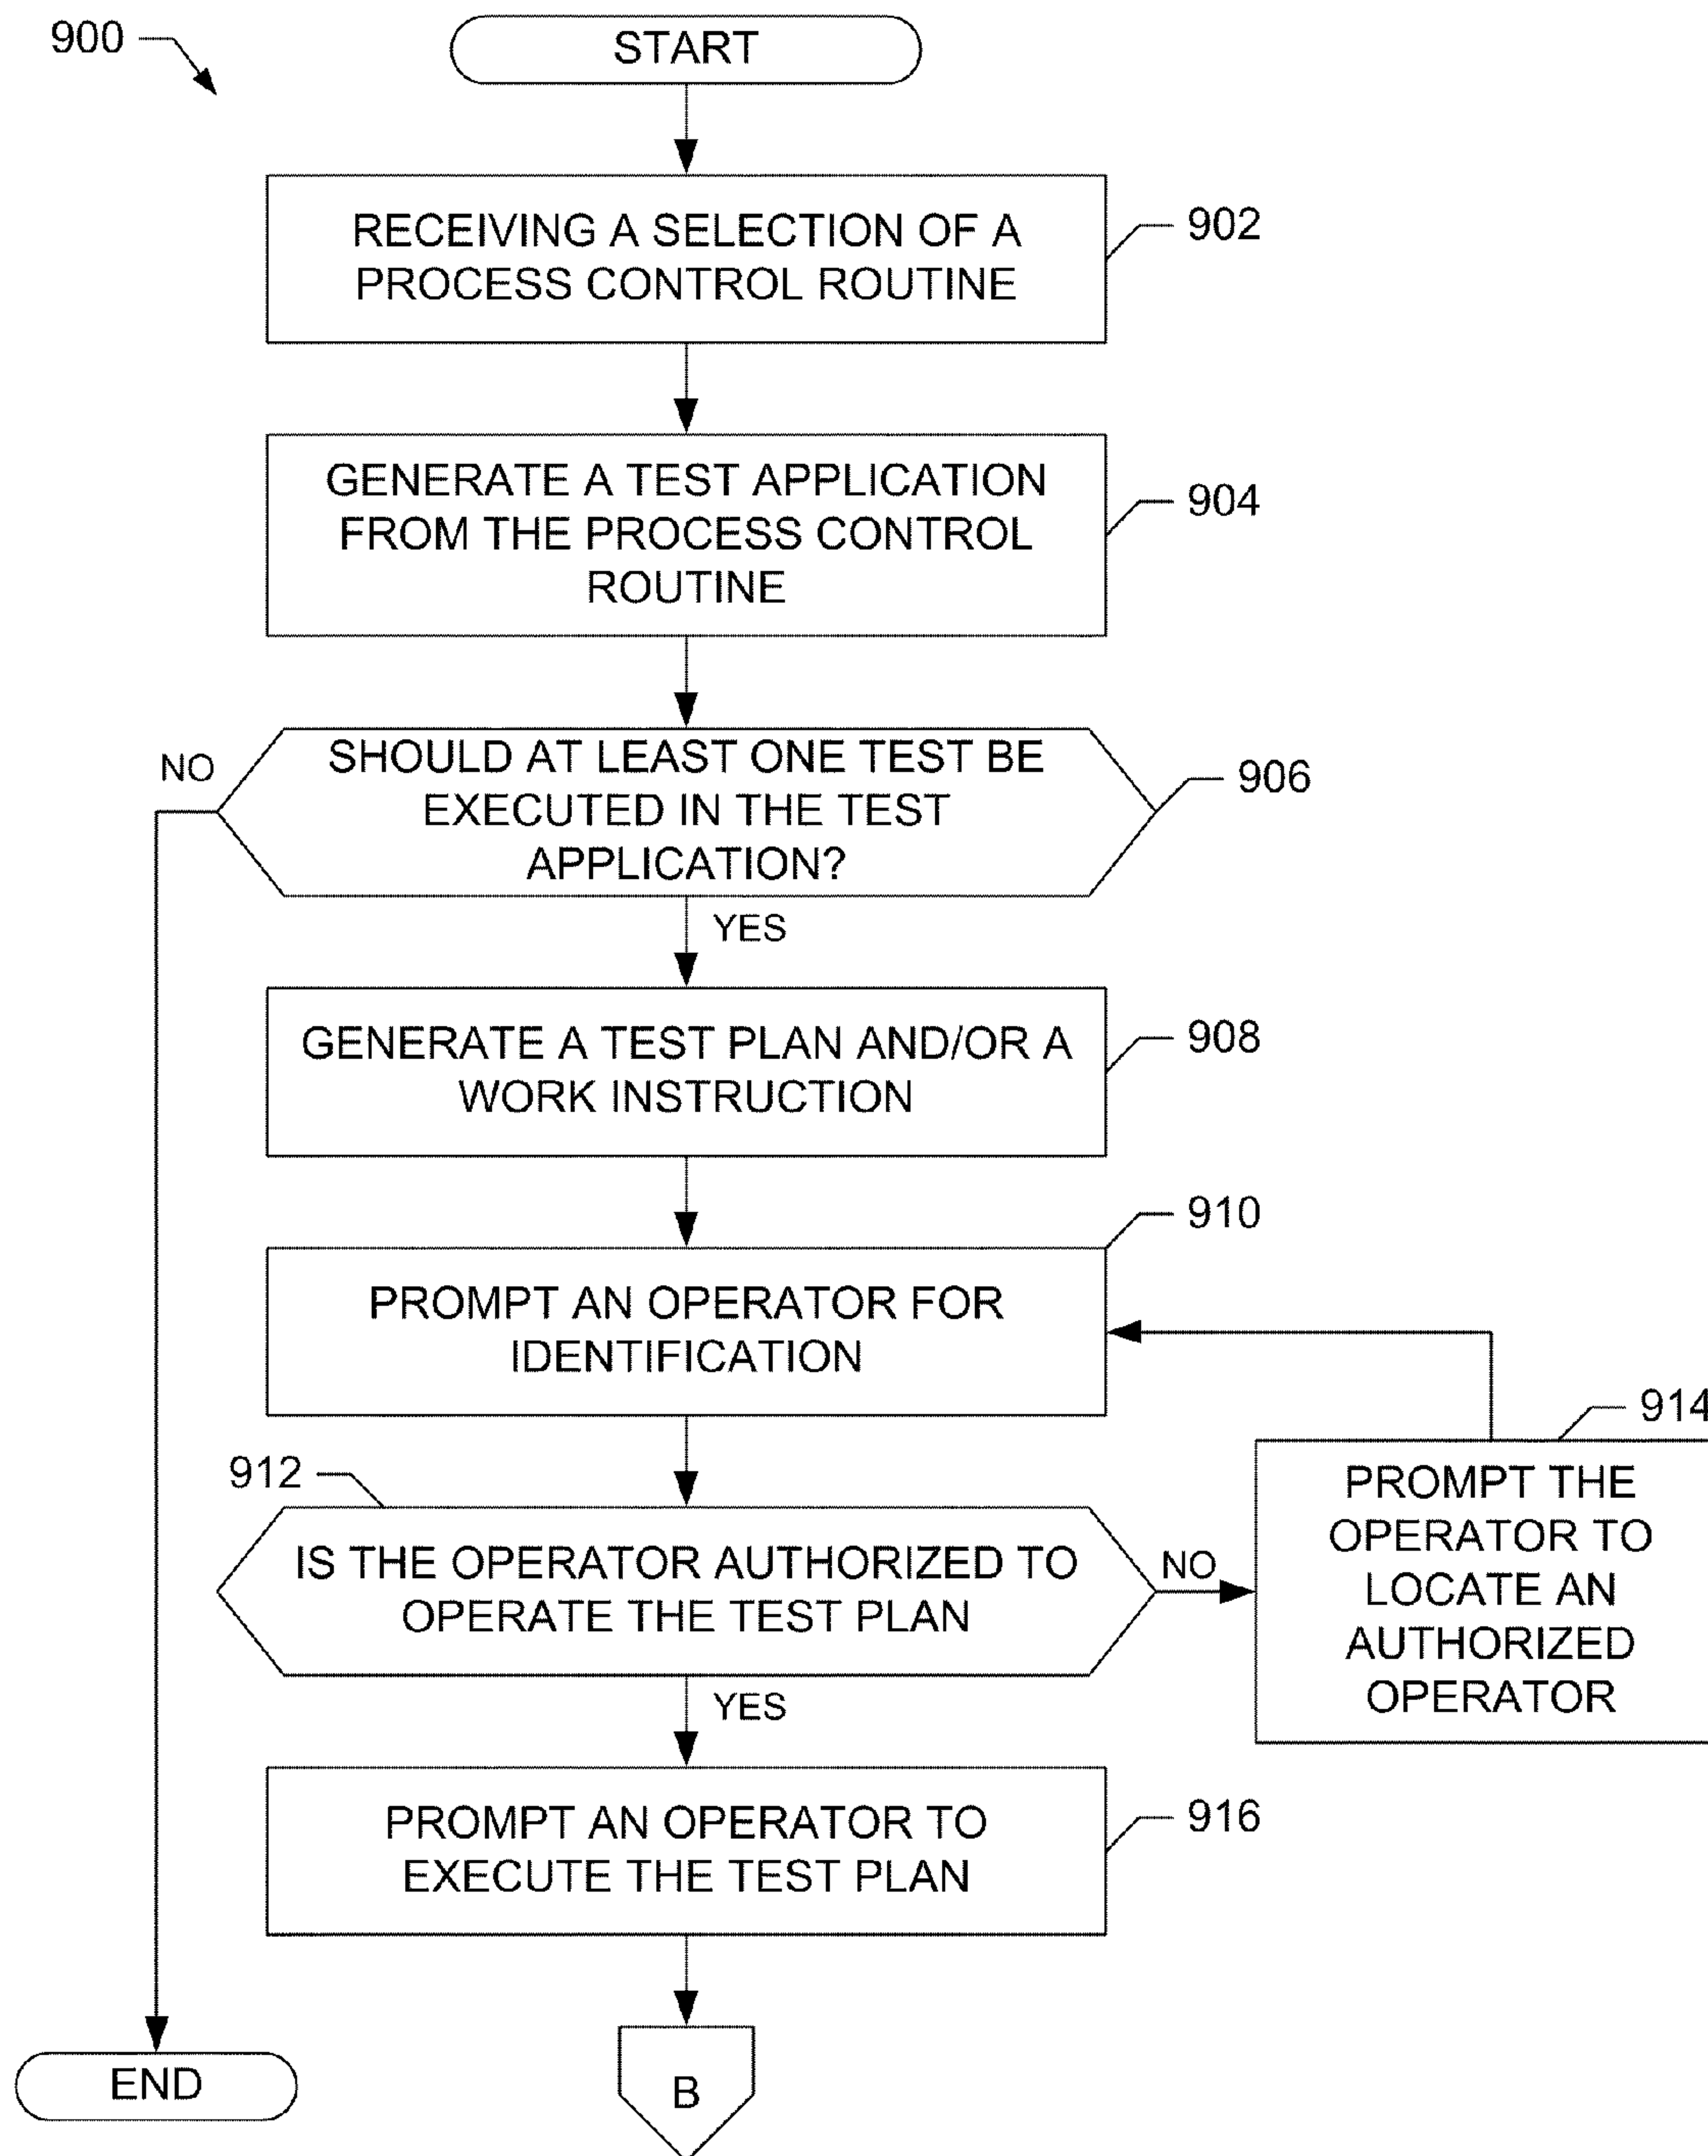 900
START
RECEIVING A SELECTION OF A
PROCESS CONTROL ROUTINE
902
GENERATE A TEST APPLICATION
FROM THE PROCESS CONTROL
ROUTINE
904
NO
SHOULD AT LEAST ONE TEST BE
EXECUTED IN THE TEST
APPLICATION?
906
YES
GENERATE A TEST PLAN AND/OR A
WORK INSTRUCTION
908
910
PROMPT AN OPERATOR FOR
IDENTIFICATION
912
IS THE OPERATOR AUTHORIZED TO
OPERATE THE TEST PLAN
NO
914
PROMPT THE
OPERATOR TO
LOCATE AN
AUTHORIZED
OPERATOR
YES
PROMPT AN OPERATOR TO
EXECUTE THE TEST PLAN
916
END
B